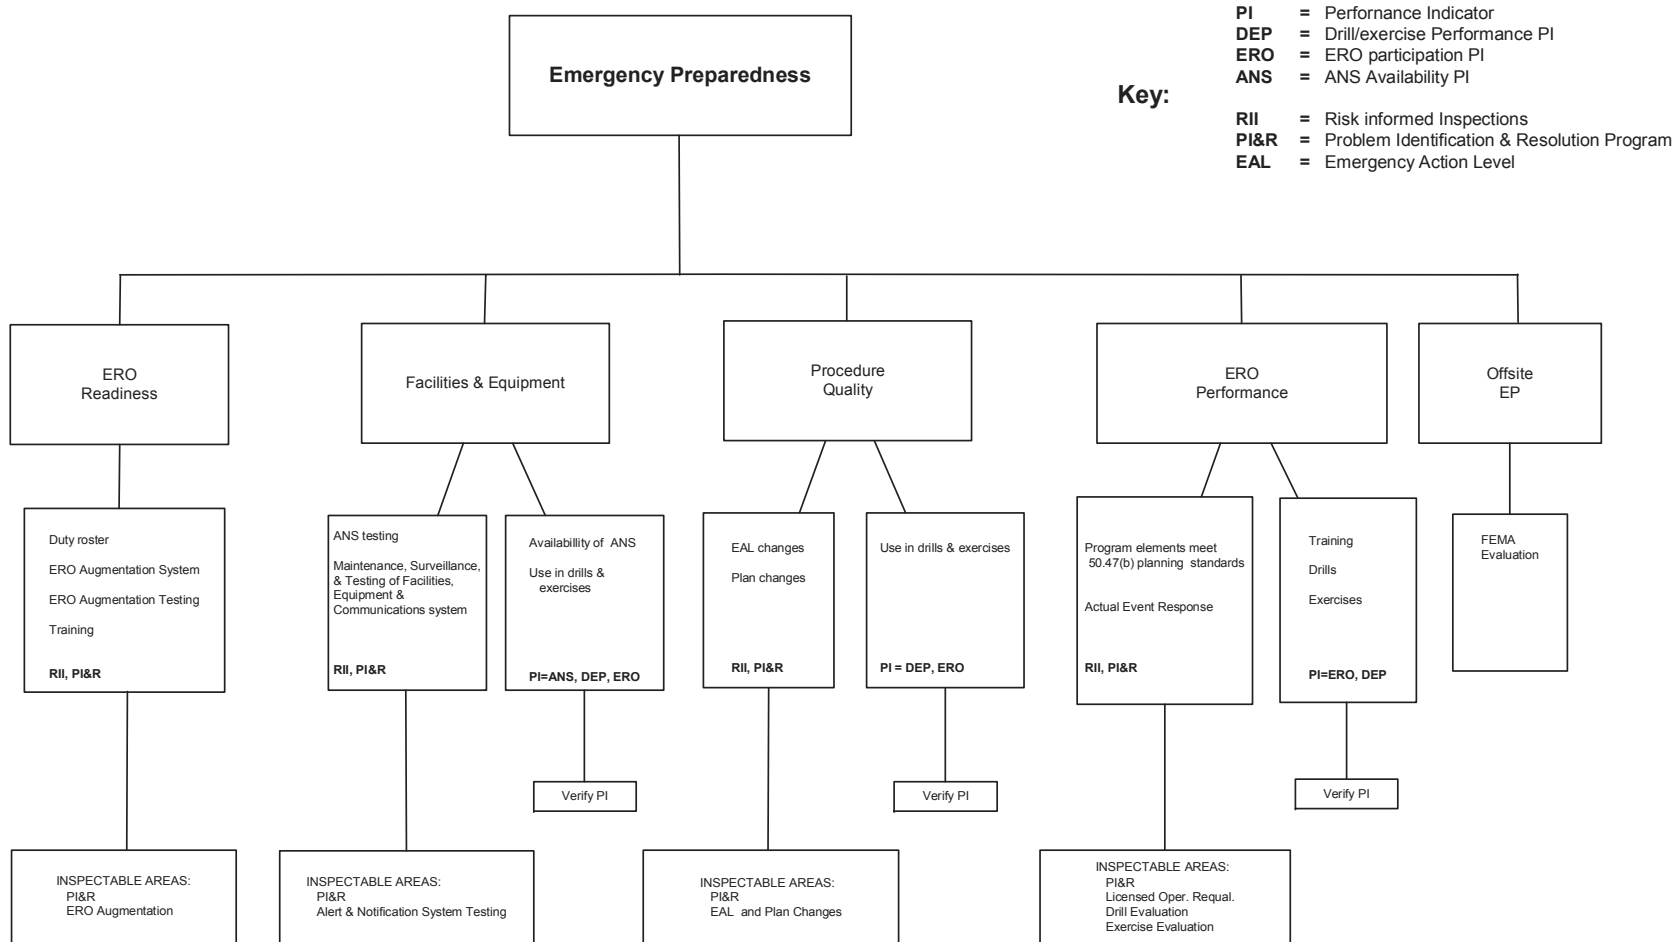 Emergency Preparedness
Key:
PI = Perfornance Indicator
DEP = Drill/exercise Performance PI
ERO = ERO participation PI
ANS = ANS Availability PI
RII = Risk informed Inspections
PI&R = Problem Identification & Resolution Program
EAL = Emergency Action Level
ERO
Readiness
Facilities & Equipment
Procedure
Quality
ERO
Performance
Offsite
EP
Duty roster
ERO Augmentation System
ERO Augmentation Testing
Training
RII, PI&R
ANS testing
Maintenance, Surveillance,
& Testing of Facilities,
Equipment &
Communications system
RII, PI&R
Availabillity of ANS
Use in drills &
exercises
PI=ANS, DEP, ERO
EAL changes
Plan changes
RII, PI&R
Use in drills & exercises
PI = DEP, ERO
Program elements meet
50.47(b) planning standards
Actual Event Response
RII, PI&R
Training
Drills
Exercises
PI=ERO, DEP
FEMA
Evaluation
Verify PI
Verify PI
Verify PI
INSPECTABLE AREAS:
PI&R
ERO Augmentation
INSPECTABLE AREAS:
PI&R
Alert & Notification System Testing
INSPECTABLE AREAS:
PI&R
EAL and Plan Changes
INSPECTABLE AREAS:
PI&R
Licensed Oper. Requal.
Drill Evaluation
Exercise Evaluation